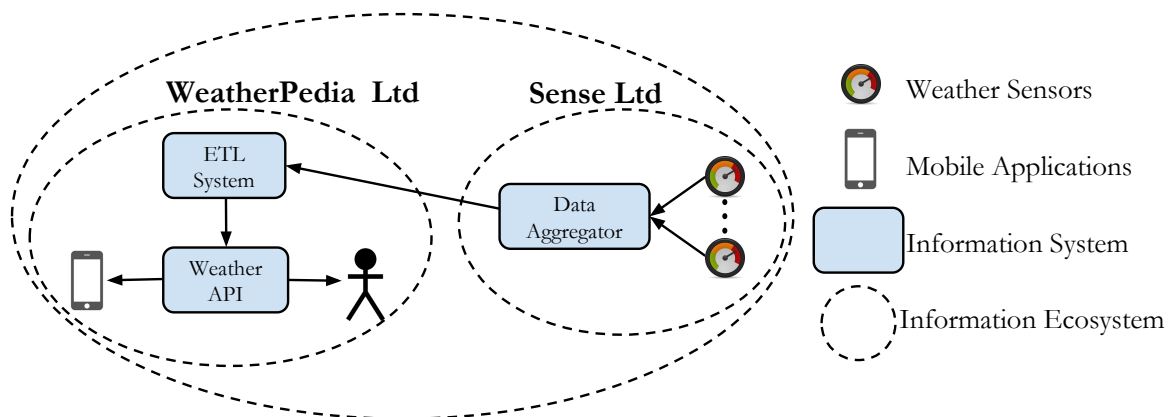 WeatherPedia Ltd
Sense Ltd
ETL
System
Weather
API
Data
Aggregator
Weather Sensors
Mobile Applications
Information System
Information Ecosystem